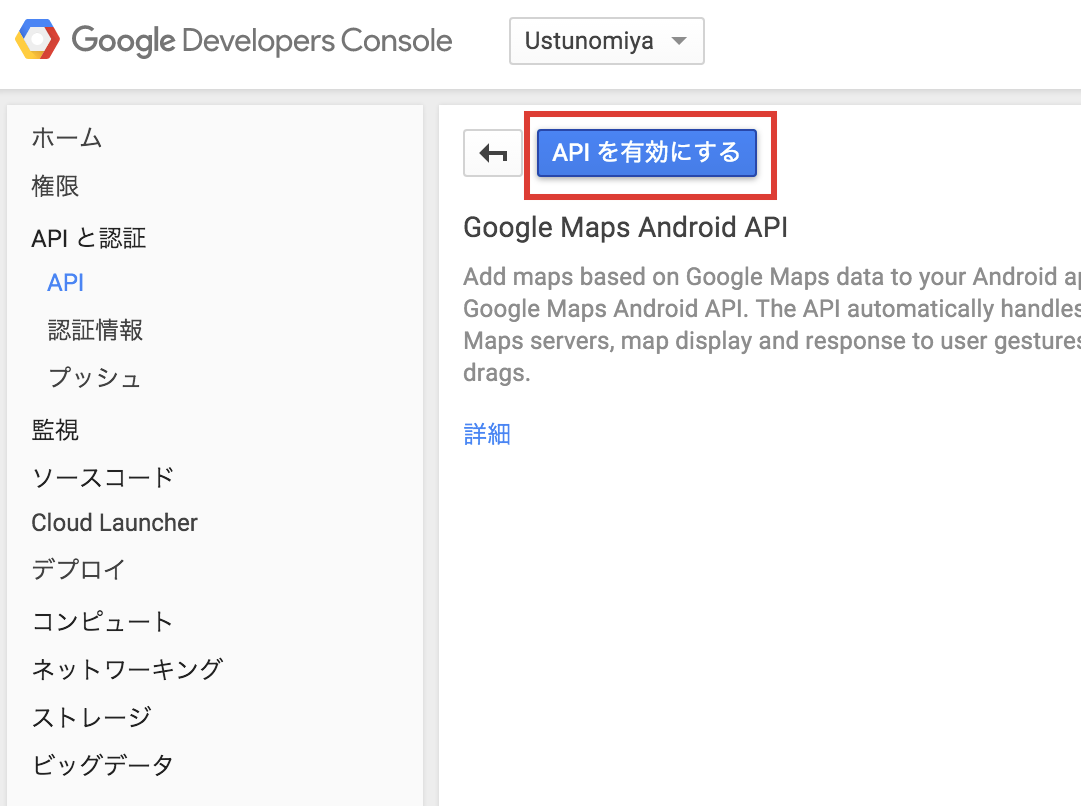 Google Developers Console
Ustunomiya
ホーム
権限
API と認証
API
認証情報
プッシュ
監視
ソースコード
Cloud Launcher
デプロイ
コンピュート
ネットワーキング
ストレージ
ビッグデータ
API を有効にする
Google Maps Android API
Add maps based on Google Maps data to your Android
Google Maps Android API. The API automatically handles
Maps servers, map display and response to user gestures
drags.
詳細